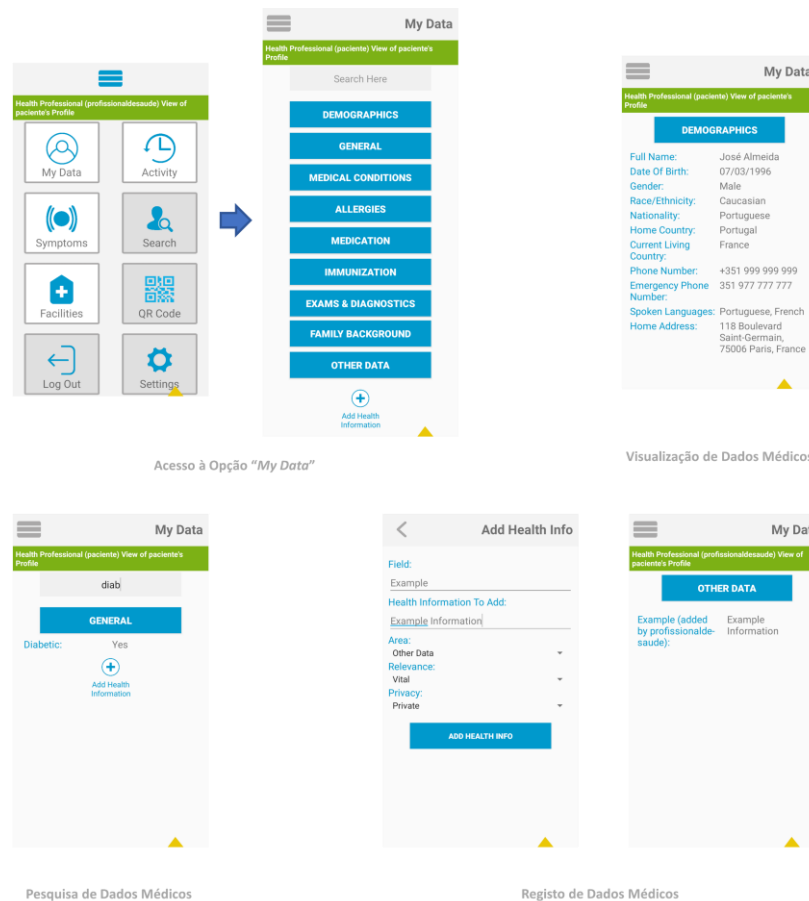 My Data
Health Professional (paciente) View of paciente's
Profile
Search Here
DEMOGRAPHICS
GENERAL
MEDICAL CONDITIONS
ALLERGIES
MEDICATION
IMMUNIZATION
EXAMS & DIAGNOSTICS
FAMILY BACKGROUND
OTHER DATA
Add Health
Information
Health Professional (profissionaldesaude) View of
paciente's Profile
My Data
Activity
Symptoms
Search
Facilities
QR Code
Log Out
Settings
Acesso à Opção "My Data"
My Data
Health Professional (paciente) View of paciente's
Profile
DEMOGRAPHICS
Full Name: José Almeida
Date Of Birth: 07/03/1996
Gender: Male
Race/Ethnicity: Caucasian
Nationality: Portuguese
Home Country: Portugal
Current Living France
Country:
Phone Number: +351 999 999 999
Emergency Phone 351 977 777 777
Number:
Spoken Languages: Portuguese, French
Home Address: 118 Boulevard
Saint-Germain,
75006 Paris, France
Visualização de Dados Médicos
My Data
Health Professional (paciente) View of paciente's
Profile
diab
GENERAL
Diabetic: Yes
Add Health
Information
Pesquisa de Dados Médicos
Add Health Info
Field:
Example
Health Information To Add:
Example Information
Area:
Other Data
Relevance:
Vital
Privacy:
Private
ADD HEALTH INFO
My Dat
Health Professional (profissionaldesaude) View of
paciente's Profile
OTHER DATA
Example (added Example
by profissionalde- Information
saude):
Registo de Dados Médicos